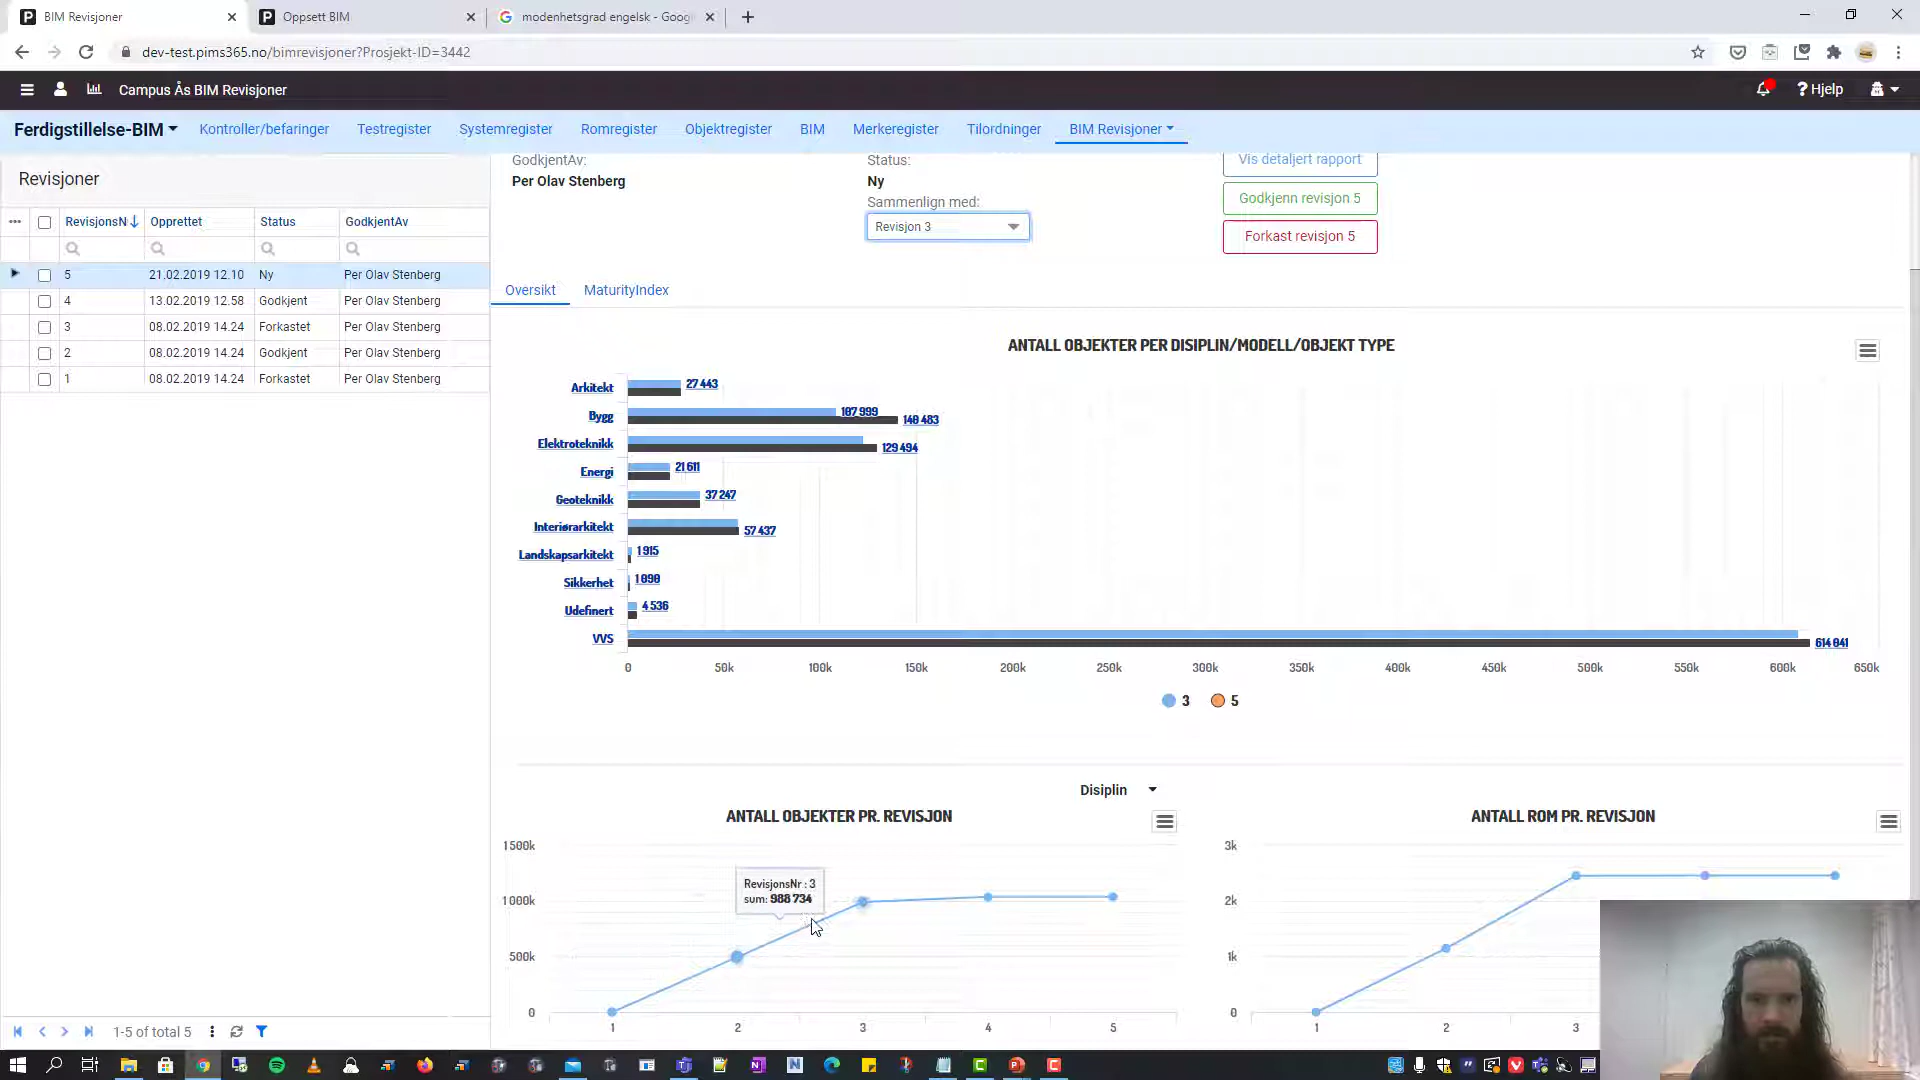 BIM Revisjoner
Oppsett BIM
modenhetsgrad engelsk - Goog
dev-test.pims365.no/bimrevisjoner?Prosjekt-ID=3442
Campus Ås BIM Revisjoner
? Hjelp
Ferdigstillelse-BIM
Kontroller/befaringer
Testregister
Systemregister
Romregister
Objektregister
BIM
Merkeregister
Tilordninger
BIM Revisjoner
Revisjoner
RevisjonsN Opprettet Status GodkjentAv
5 21.02.2019 12.10 Ny Per Olav Stenberg
4 13.02.2019 12.58 Godkjent Per Olav Stenberg
3 08.02.2019 14.24 Forkastet Per Olav Stenberg
2 08.02.2019 14.24 Godkjent Per Olav Stenberg
1 08.02.2019 14.24 Forkastet Per Olav Stenberg
1-5 of total 5
GodkjentAv:
Per Olav Stenberg
Status:
Ny
Sammenlign med:
Revisjon 3
Vis detaljert rapport
Godkjenn revisjon 5
Forkast revisjon 5
Oversikt
MaturityIndex
ANTALL OBJEKTER PER DISIPLIN/MODELL/OBJEKT TYPE
Arkitekt 27 443
Bygg 107 999
140 483
Elektroteknikk 129 494
Energi 21 611
Geoteknikk 37 247
Interiørarkitekt 57 437
Landskapsarkitekt 1 915
Sikkerhet 1 090
Udefinert 4 536
VVS 614 041
0 50k 100k 150k 200k 250k 300k 350k 400k 450k 500k 550k 600k 650k
3 5
Disiplin
ANTALL OBJEKTER PR. REVISJON
1 500k
1 000k
500k
0
RevisjonsNr : 3
sum: 988 734
1 2 3 4 5
ANTALL ROM PR. REVISJON
3k
2k
1k
0
1 2 3